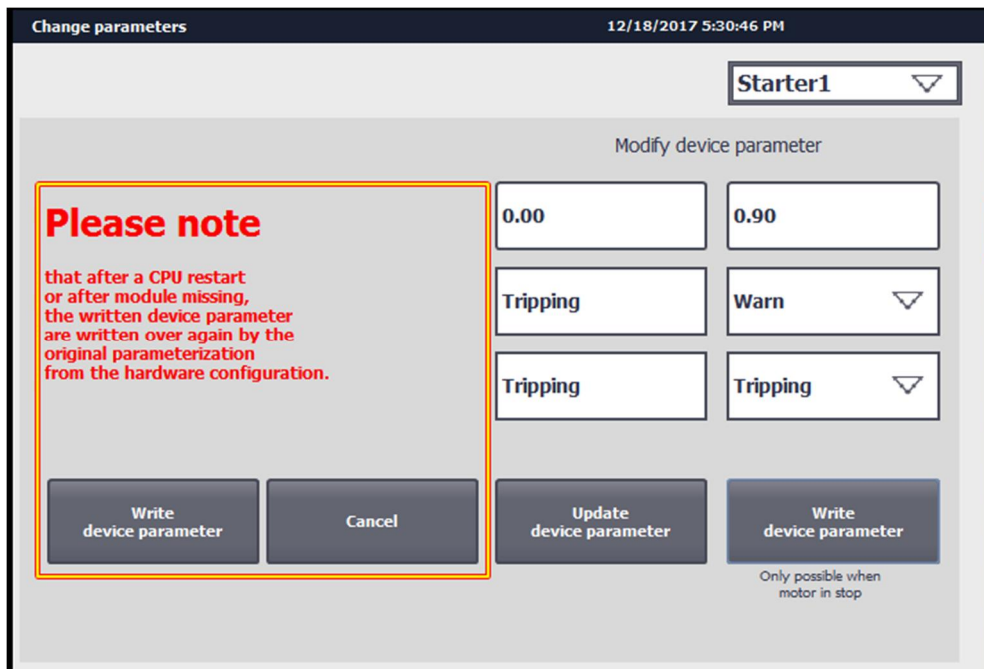 Change parameters
12/18/2017 5:30:46 PM
Starter1
Modify device parameter
Please note
that after a CPU restart
or after module missing,
the written device parameter
are written over again by the
original parameterization
from the hardware configuration.
0.00
0.90
Tripping
Warn
Tripping
Tripping
Write
device parameter
Cancel
Update
device parameter
Write
device parameter
Only possible when
motor in stop